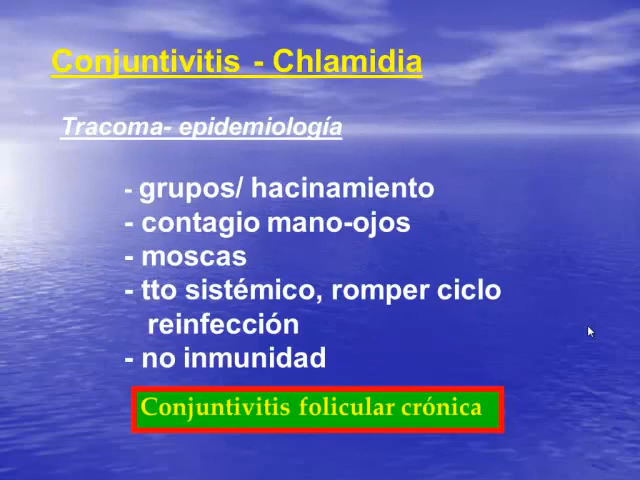 Conjuntivitis - Chlamidia
Tracoma- epidemiología
- grupos/ hacinamiento
- contagio mano-ojos
- moscas
- tto sistémico, romper ciclo
reinfección
- no inmunidad
Conjuntivitis folicular crónica